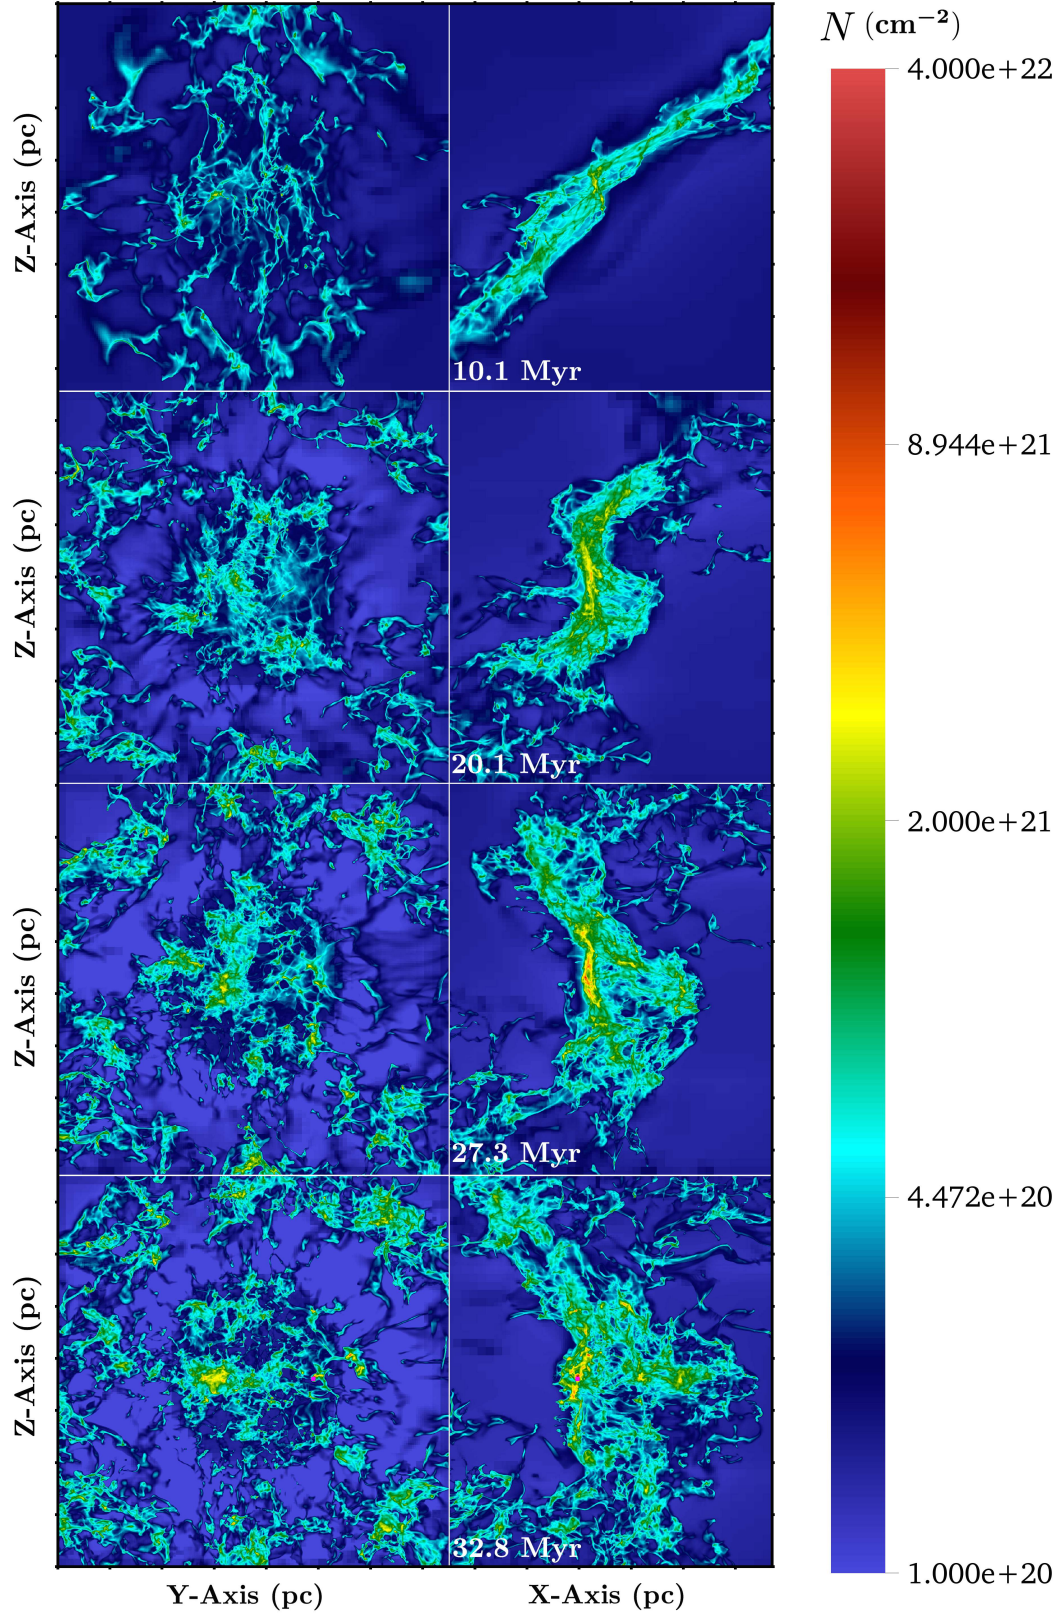 N (cm⁻²)
4.000e+22
8.944e+21
2.000e+21
4.472e+20
1.000e+20
Z-Axis (pc)
10.1 Myr
Z-Axis (pc)
20.1 Myr
Z-Axis (pc)
27.3 Myr
Z-Axis (pc)
32.8 Myr
Y-Axis (pc)
X-Axis (pc)